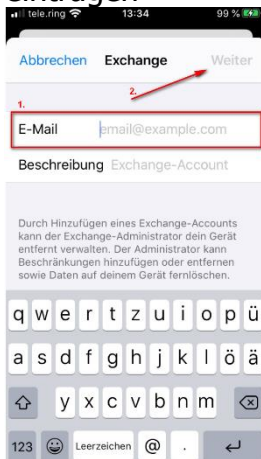 eintragen
tele.ring 13:34 99 %
Abbrechen Exchange Weiter
2.
1.
E-Mail email@example.com
Beschreibung Exchange-Account
Durch Hinzufügen eines Exchange-Accounts
kann der Exchange-Administrator dein Gerät
entfernt verwalten. Der Administrator kann
Beschränkungen hinzufügen oder entfernen
sowie Daten auf deinem Gerät fernlöschen.
q w e r t z u i o p ü
a s d f g h j k l ö ä
y x c v b n m
123 Leerzeichen @ .